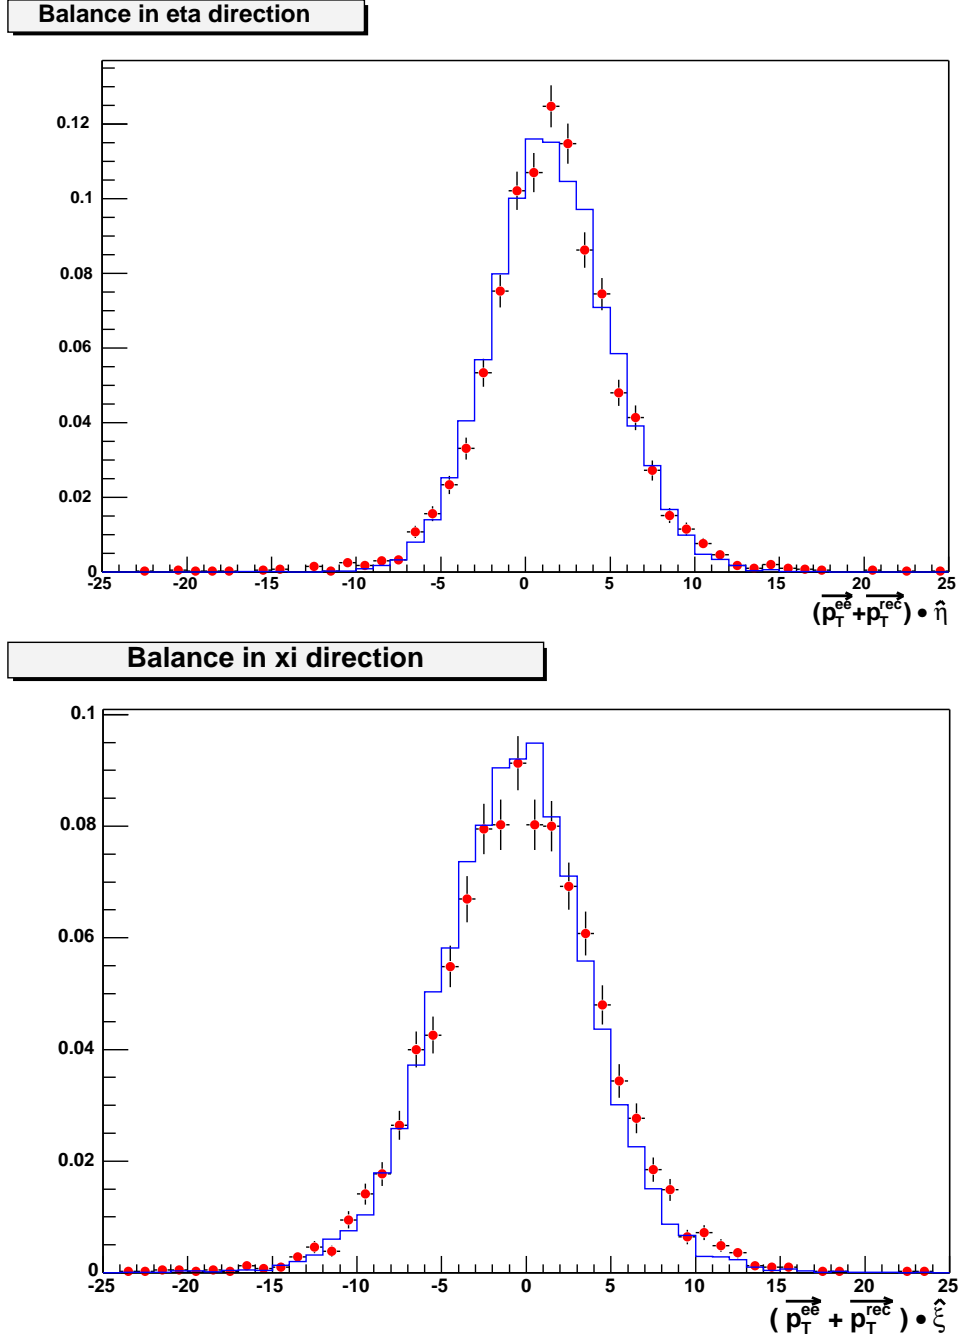 Balance in eta direction
0.12
0.1
0.08
0.06
0.04
0.02
0
-25 -20 -15 -10 -5 0 5 10 15 20 25
(p_T^ee + p_T^rec) • η̂
Balance in xi direction
0.1
0.08
0.06
0.04
0.02
0
-25 -20 -15 -10 -5 0 5 10 15 20 25
( p_T^ee + p_T^rec ) • ξ̂